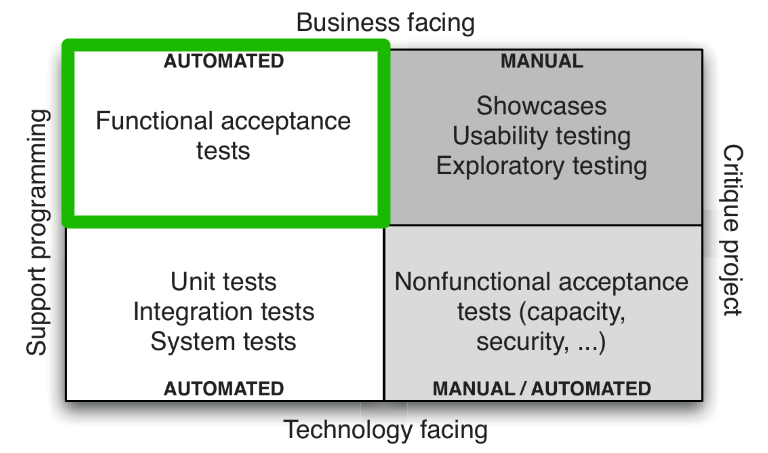 Business facing
AUTOMATED
Functional acceptance
tests
MANUAL
Showcases
Usability testing
Exploratory testing
Support programming
Critique project
Unit tests
Integration tests
System tests
AUTOMATED
Nonfunctional acceptance
tests (capacity,
security, ...)
MANUAL / AUTOMATED
Technology facing